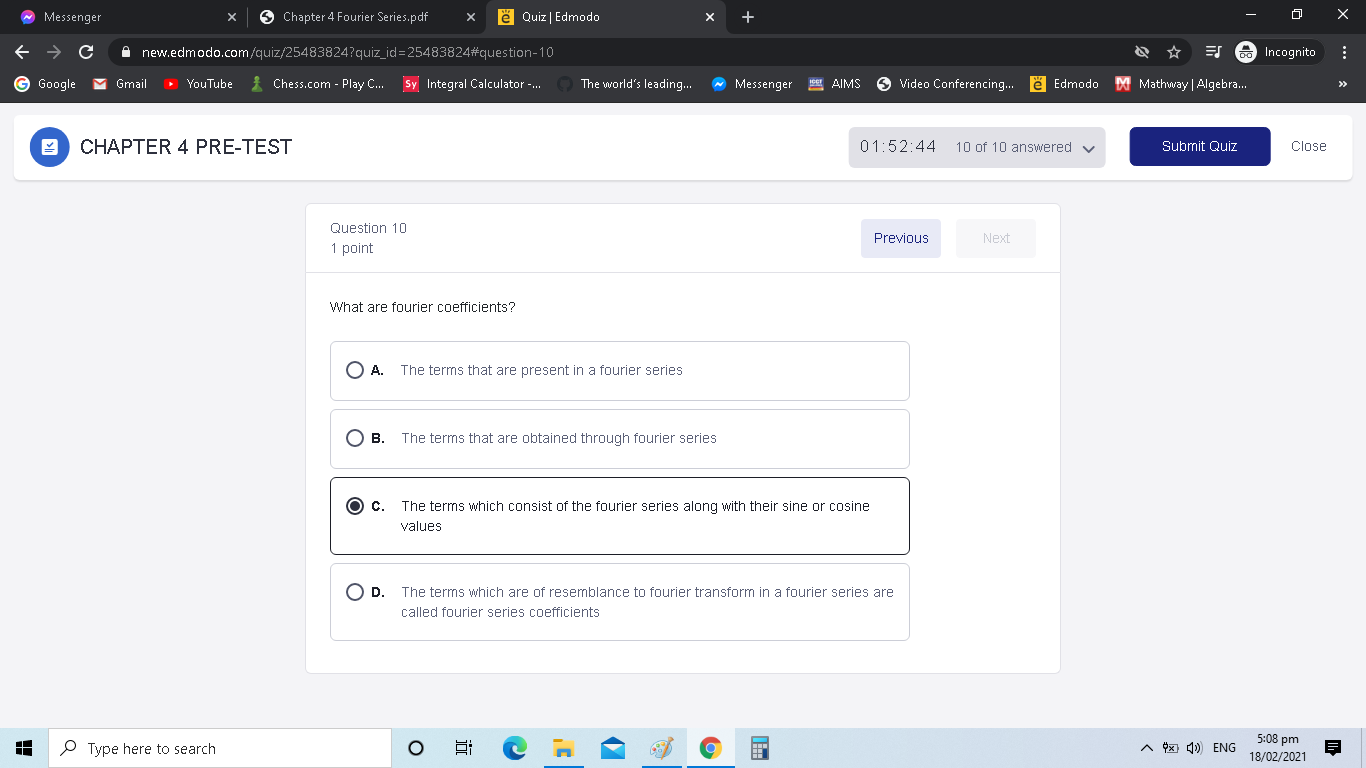 Messenger
Chapter 4 Fourier Series.pdf
Quiz | Edmodo
new.edmodo.com/quiz/25483824?quiz_id=25483824#question-10
Incognito
Google
Gmail
YouTube
Chess.com - Play C...
Sy
Integral Calculator -...
The world's leading...
Messenger
AIMS
Video Conferencing...
Edmodo
Mathway | Algebra...
»
CHAPTER 4 PRE-TEST
01:52:44 10 of 10 answered
Submit Quiz
Close
Question 10
1 point
Previous
Next
What are fourier coefficients?
A. The terms that are present in a fourier series
B. The terms that are obtained through fourier series
C. The terms which consist of the fourier series along with their sine or cosine
values
D. The terms which are of resemblance to fourier transform in a fourier series are
called fourier series coefficients
Type here to search
ENG
5:08 pm
18/02/2021